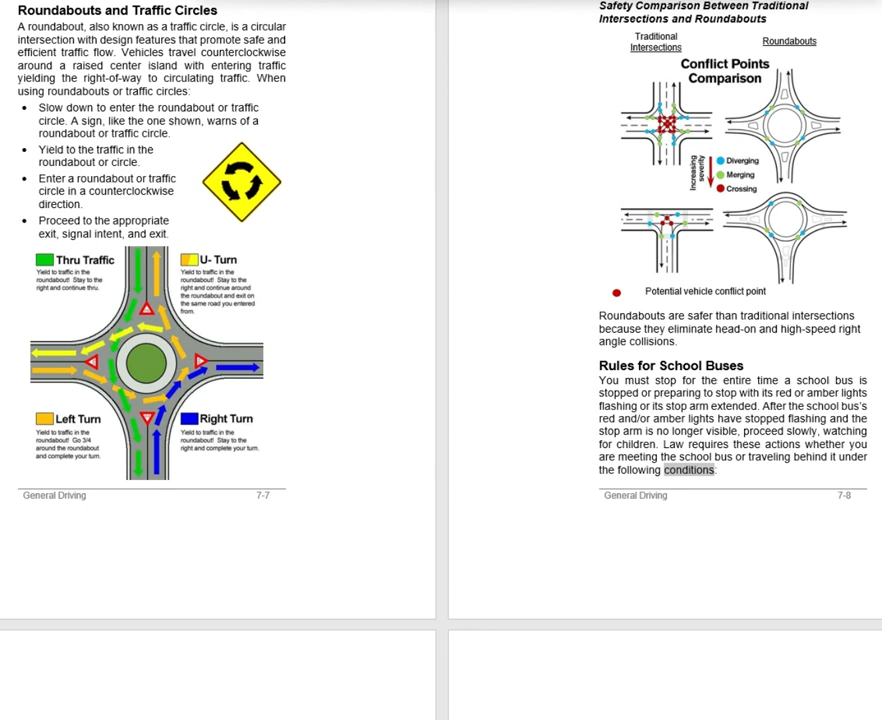 Roundabouts and Traffic Circles
A roundabout, also known as a traffic circle, is a circular
intersection with design features that promote safe and
efficient traffic flow. Vehicles travel counterclockwise
around a raised center island with entering traffic
yielding the right-of-way to circulating traffic. When
using roundabouts or traffic circles:
• Slow down to enter the roundabout or traffic
circle. A sign, like the one shown, warns of a
roundabout or traffic circle.
• Yield to the traffic in the
roundabout or circle.
• Enter a roundabout or traffic
circle in a counterclockwise
direction.
• Proceed to the appropriate
exit, signal intent, and exit.
Thru Traffic
Yield to traffic in the
roundabout! Stay to the
right and continue thru.
U- Turn
Yield to traffic in the
roundabout! Stay to the
right and continue around
the roundabout and exit on
the same road you entered
from.
Left Turn
Yield to traffic in the
roundabout! Go 3/4
around the roundabout
and complete your turn.
Right Turn
Yield to traffic in the
roundabout! Stay to the
right and complete your turn.
General Driving 7-7
Safety Comparison Between Traditional
Intersections and Roundabouts
Traditional
Intersections
Roundabouts
Conflict Points
Comparison
Increasing
severity
Diverging
Merging
Crossing
Potential vehicle conflict point
Roundabouts are safer than traditional intersections
because they eliminate head-on and high-speed right
angle collisions.
Rules for School Buses
You must stop for the entire time a school bus is
stopped or preparing to stop with its red or amber lights
flashing or its stop arm extended. After the school bus's
red and/or amber lights have stopped flashing and the
stop arm is no longer visible, proceed slowly, watching
for children. Law requires these actions whether you
are meeting the school bus or traveling behind it under
the following conditions:
General Driving 7-8